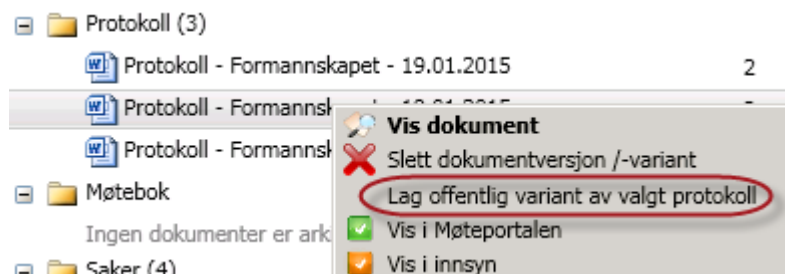 Protokoll (3)
Protokoll - Formannskapet - 19.01.2015 2
Protokoll - Formannsk
Vis dokument
Protokoll - Formannsk
Slett dokumentversjon /-variant
Møtebok
Lag offentlig variant av valgt protokoll
Ingen dokumenter er ark
Vis i Møteportalen
Saker (4)
Vis i innsyn